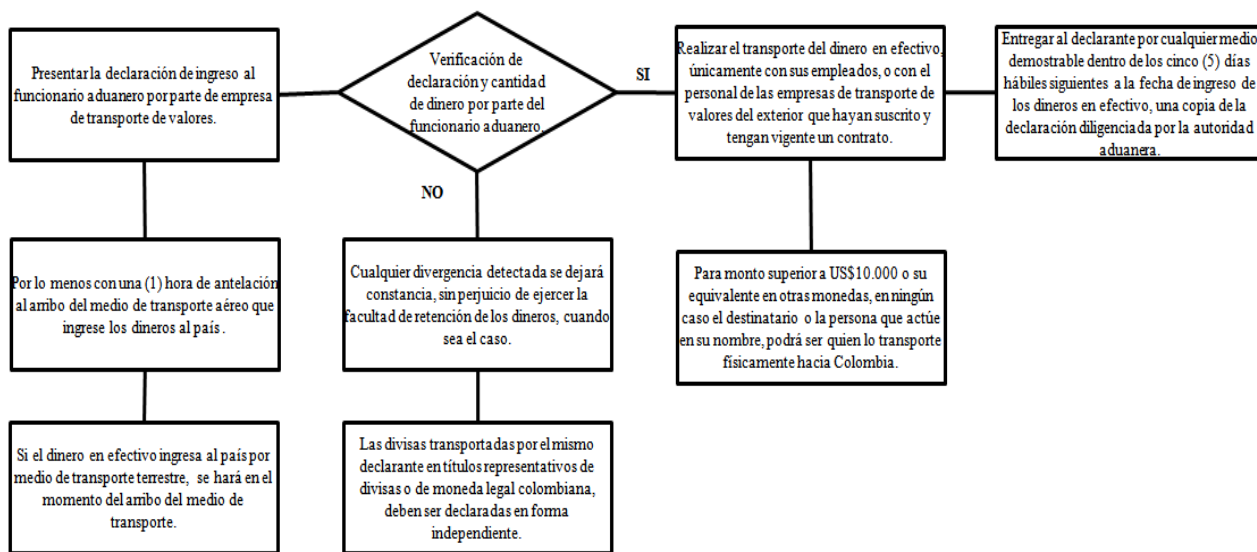 Presentar la declaración de ingreso al
funcionario aduanero por parte de empresa
de transporte de valores.
Verificación de
declaración y cantidad
de dinero por parte del
funcionario aduanero.
SI
Realizar el transporte del dinero en efectivo,
únicamente con sus empleados, o con el
personal de las empresas de transporte de
valores del exterior que hayan suscrito y
tengan vigente un contrato.
Entregar al declarante por cualquier medio
demostrable dentro de los cinco (5) días
hábiles siguientes a la fecha de ingreso de
los dineros en efectivo, una copia de la
declaración diligenciada por la autoridad
aduanera.
NO
Por lo menos con una (1) hora de antelación
al arribo del medio de transporte aéreo que
ingrese los dineros al país .
Cualquier divergencia detectada se dejará
constancia, sin perjuicio de ejercer la
facultad de retención de los dineros, cuando
sea el caso.
Para monto superior a US$10.000 o su
equivalente en otras monedas, en ningún
caso el destinatario o la persona que actúe
en su nombre, podrá ser quien lo transporte
físicamente hacia Colombia.
Si el dinero en efectivo ingresa al país por
medio de transporte terrestre, se hará en el
momento del arribo del medio de
transporte.
Las divisas transportadas por el mismo
declarante en títulos representativos de
divisas o de moneda legal colombiana,
deben ser declaradas en forma
independiente.